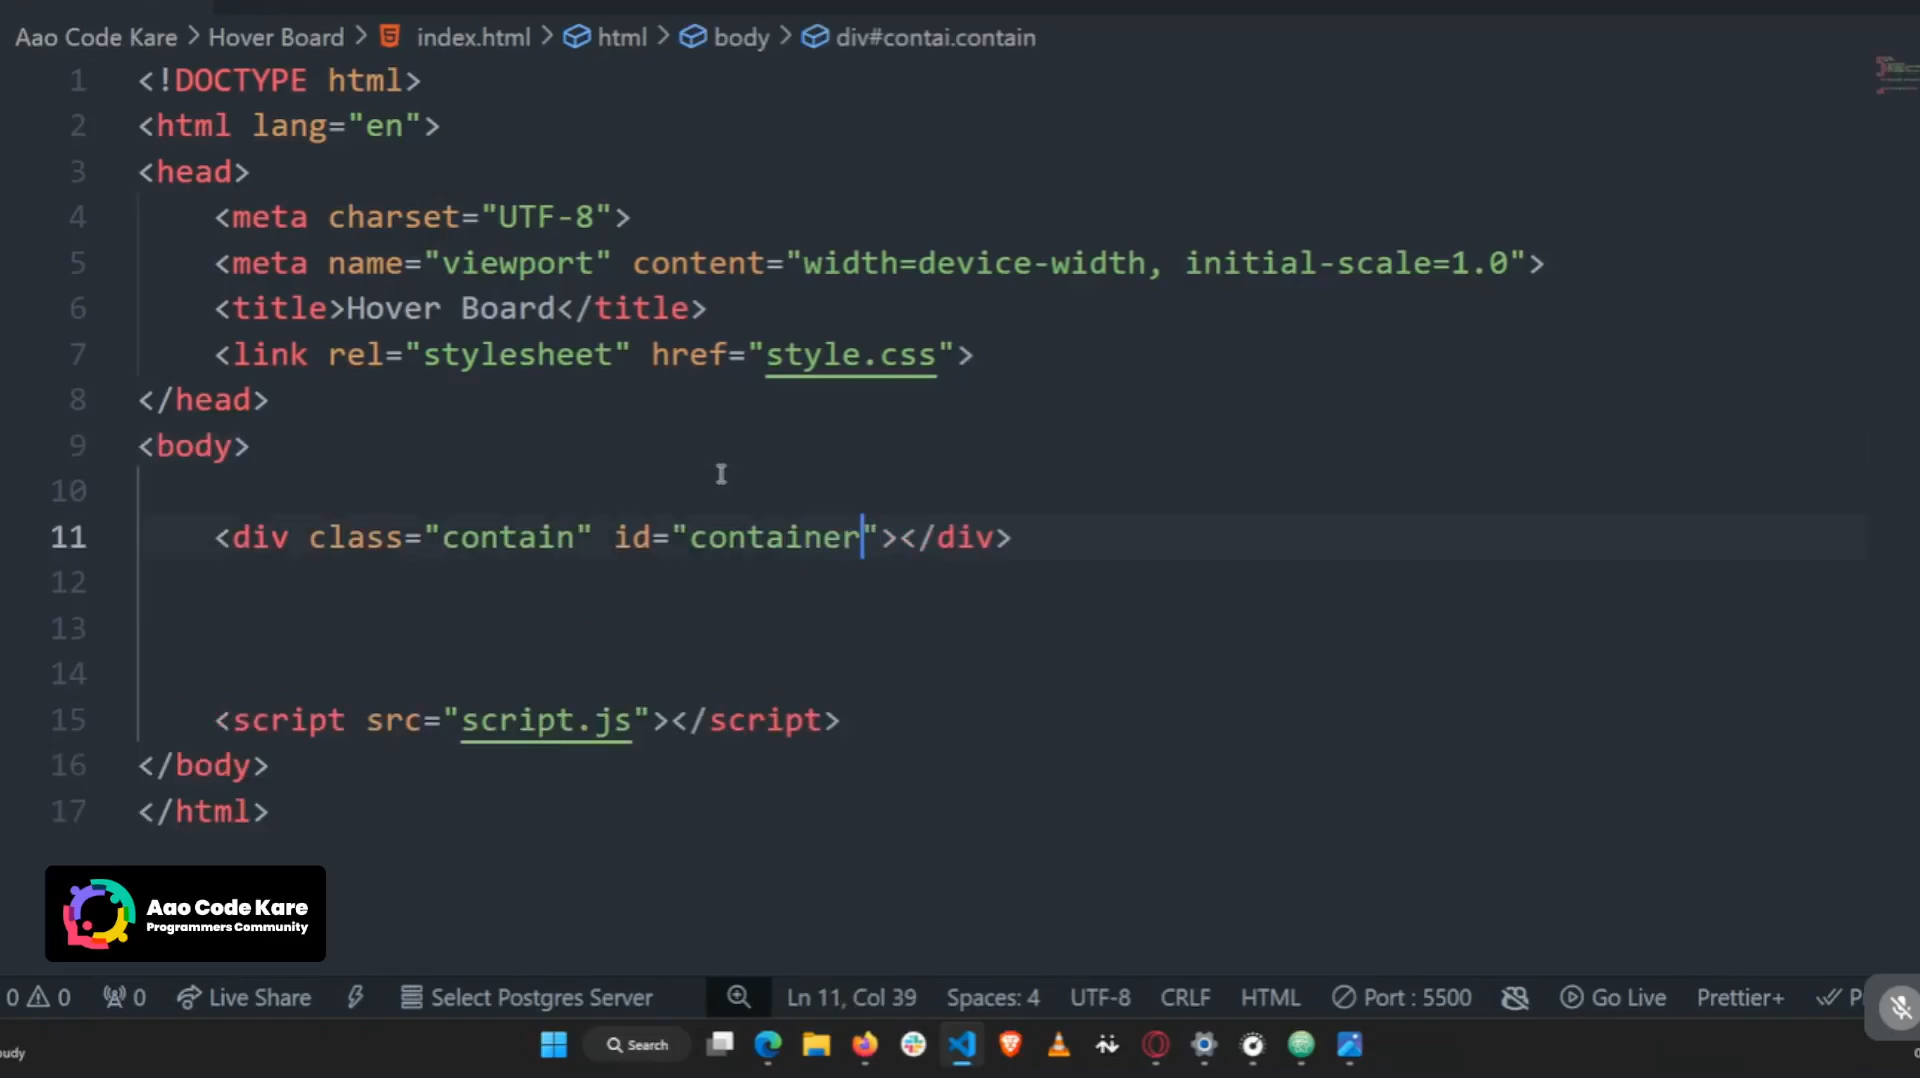 Aao Code Kare > Hover Board > index.html > html > body > div#contai.contain
1 <!DOCTYPE html>
2 <html lang="en">
3 <head>
4 <meta charset="UTF-8">
5 <meta name="viewport" content="width=device-width, initial-scale=1.0">
6 <title>Hover Board</title>
7 <link rel="stylesheet" href="style.css">
8 </head>
9 <body>
10
11 <div class="contain" id="container"></div>
12
13
14
15 <script src="script.js"></script>
16 </body>
17 </html>
Aao Code Kare
Programmers Community
0 0 0 Live Share Select Postgres Server Ln 11, Col 39 Spaces: 4 UTF-8 CRLF HTML Port : 5500 Go Live Prettier+
Search